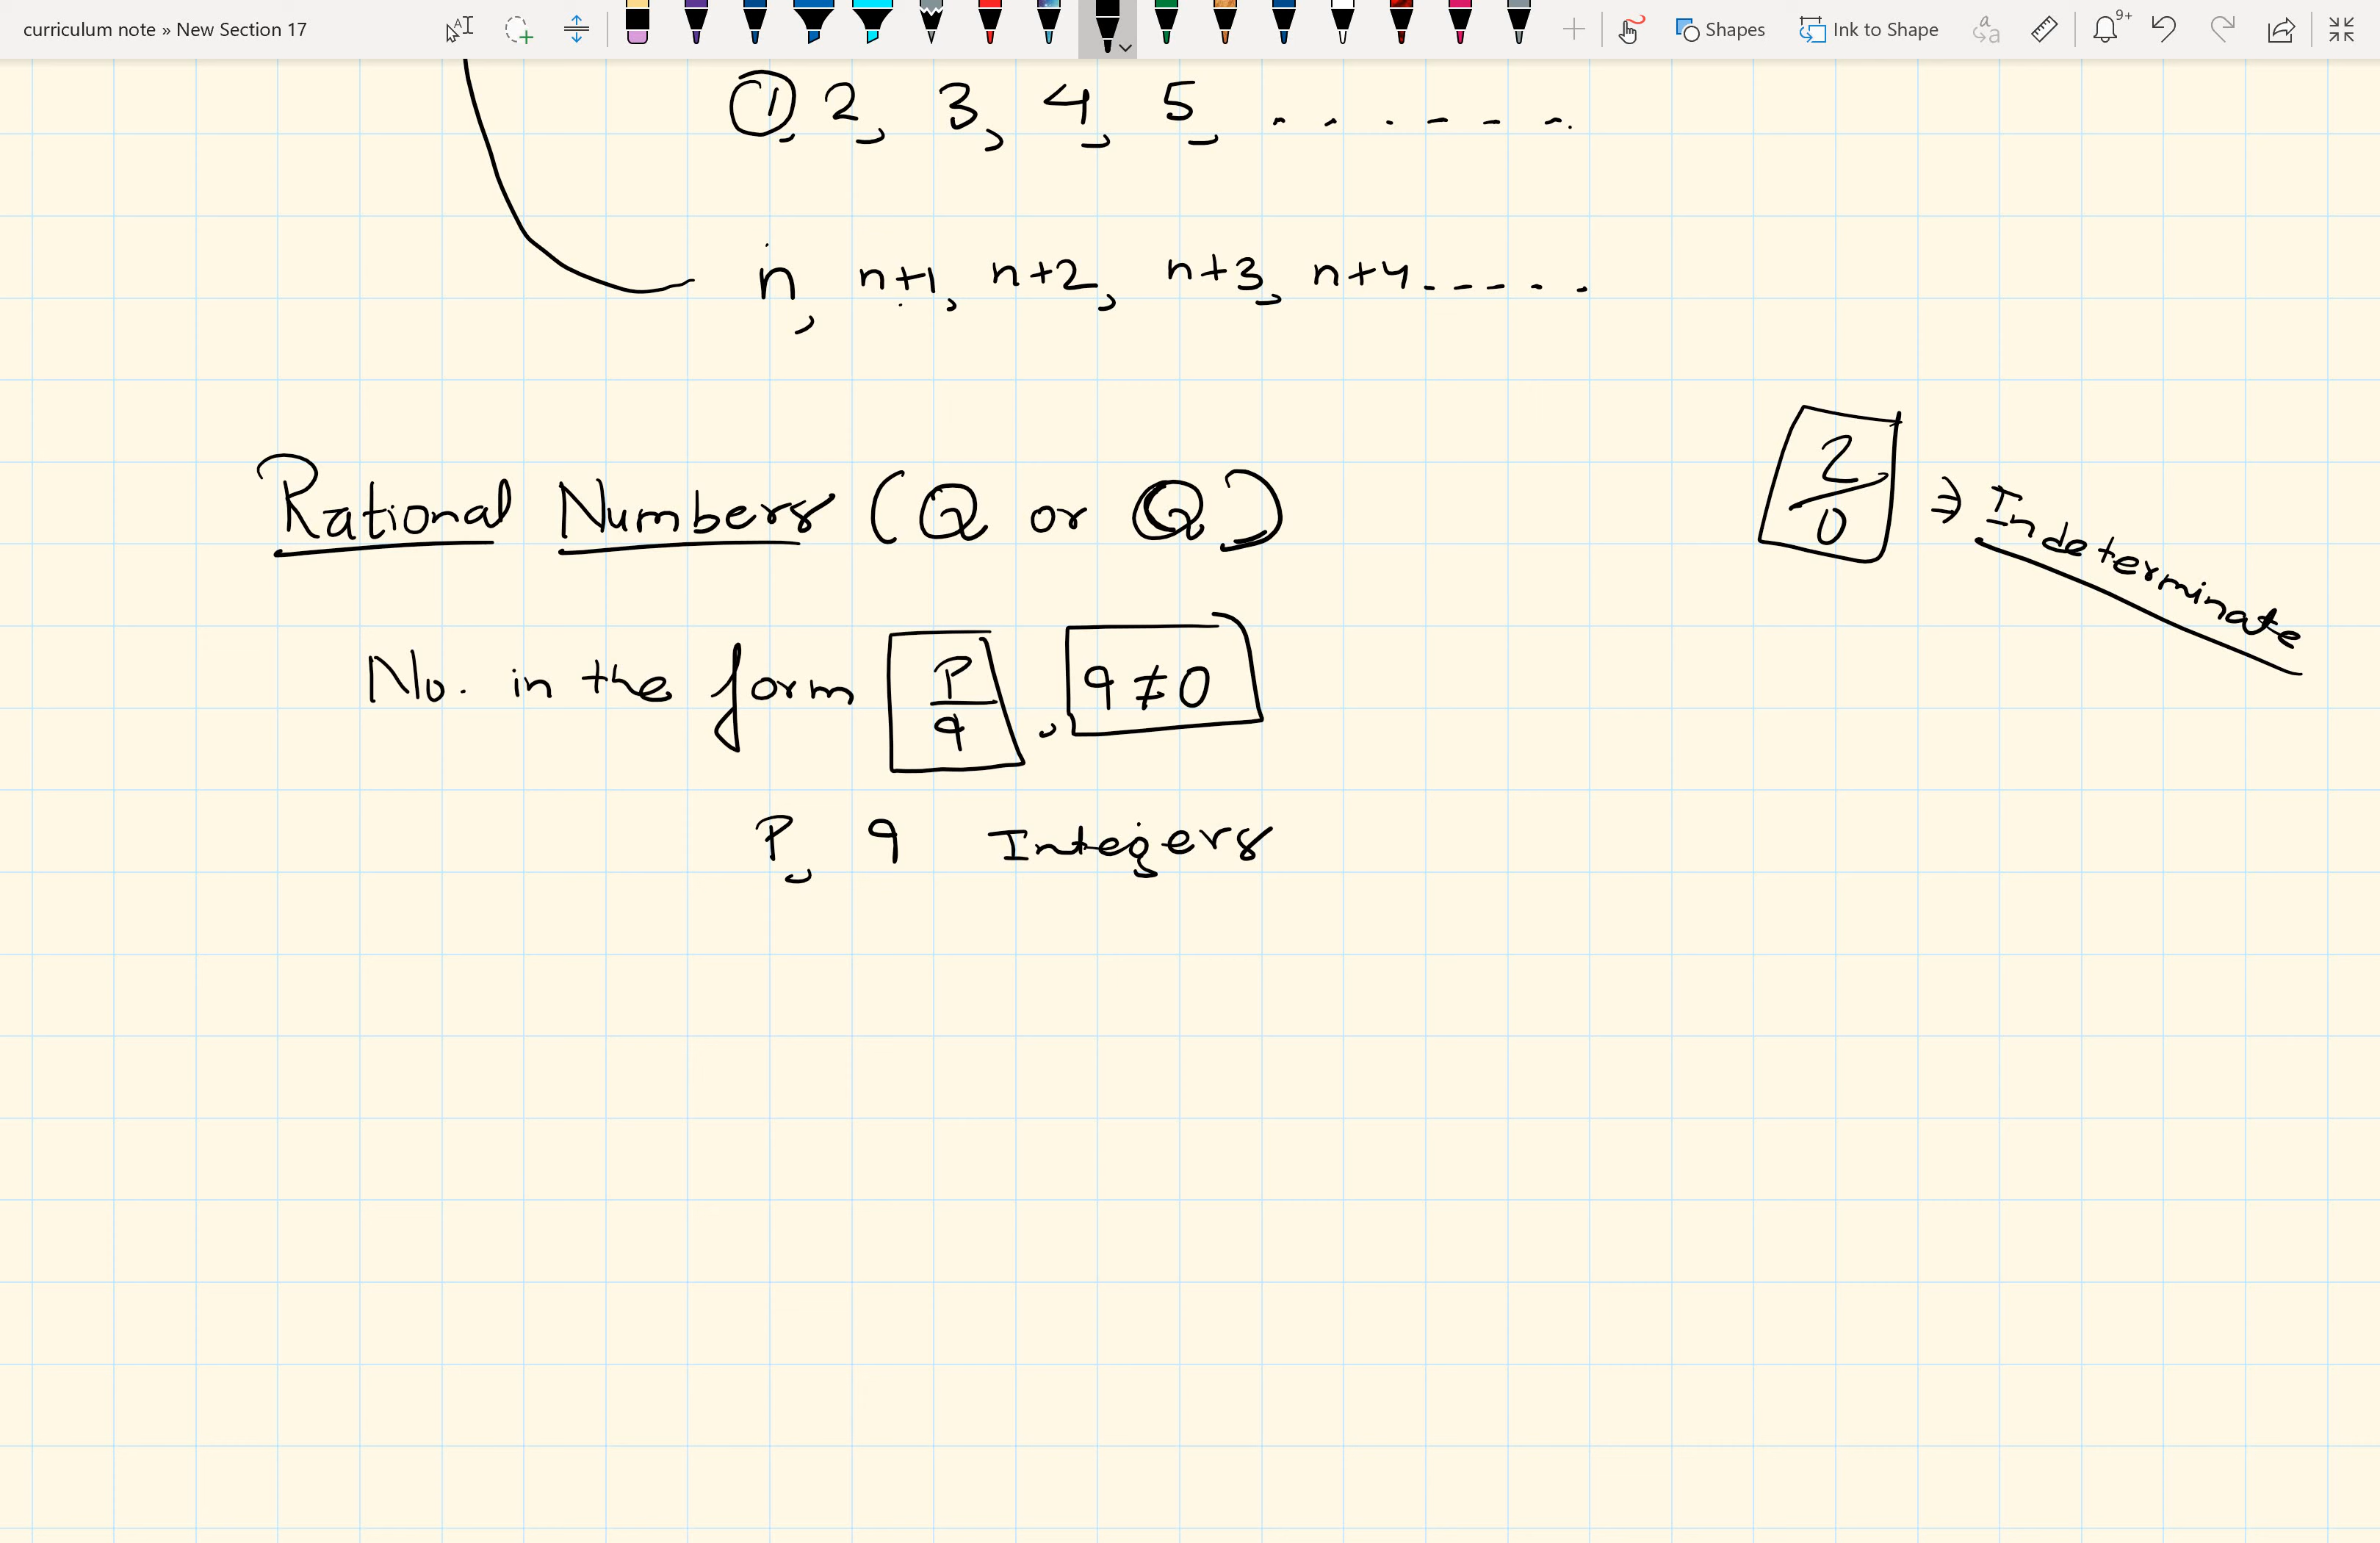 curriculum note » New Section 17
Shapes
Ink to Shape
9+
1, 2, 3, 4, 5, . . . . . .
n, n+1, n+2, n+3, n+4 - - - - .
Rational Numbers (Q or ℚ)
2/0 ⇒ Indeterminate
No. in the form P/q , q ≠ 0
P, q Integers